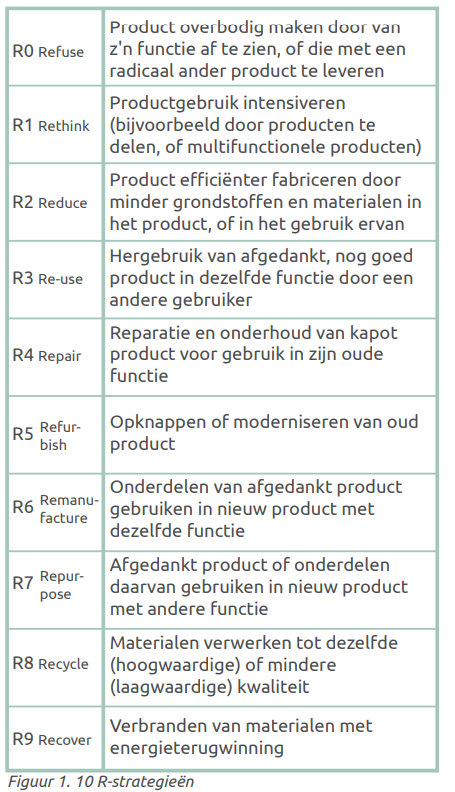 R0 Refuse
Product overbodig maken door van
z'n functie af te zien, of die met een
radicaal ander product te leveren
R1 Rethink
Productgebruik intensiveren
(bijvoorbeeld door producten te
delen, of multifunctionele producten)
R2 Reduce
Product efficiënter fabriceren door
minder grondstoffen en materialen in
het product, of in het gebruik ervan
R3 Re-use
Hergebruik van afgedankt, nog goed
product in dezelfde functie door een
andere gebruiker
R4 Repair
Reparatie en onderhoud van kapot
product voor gebruik in zijn oude
functie
R5 Refur-
bish
Opknappen of moderniseren van oud
product
R6 Remanu-
facture
Onderdelen van afgedankt product
gebruiken in nieuw product met
dezelfde functie
R7 Repur-
pose
Afgedankt product of onderdelen
daarvan gebruiken in nieuw product
met andere functie
R8 Recycle
Materialen verwerken tot dezelfde
(hoogwaardige) of mindere
(laagwaardige) kwaliteit
R9 Recover
Verbranden van materialen met
energieterugwinning
Figuur 1. 10 R-strategieën